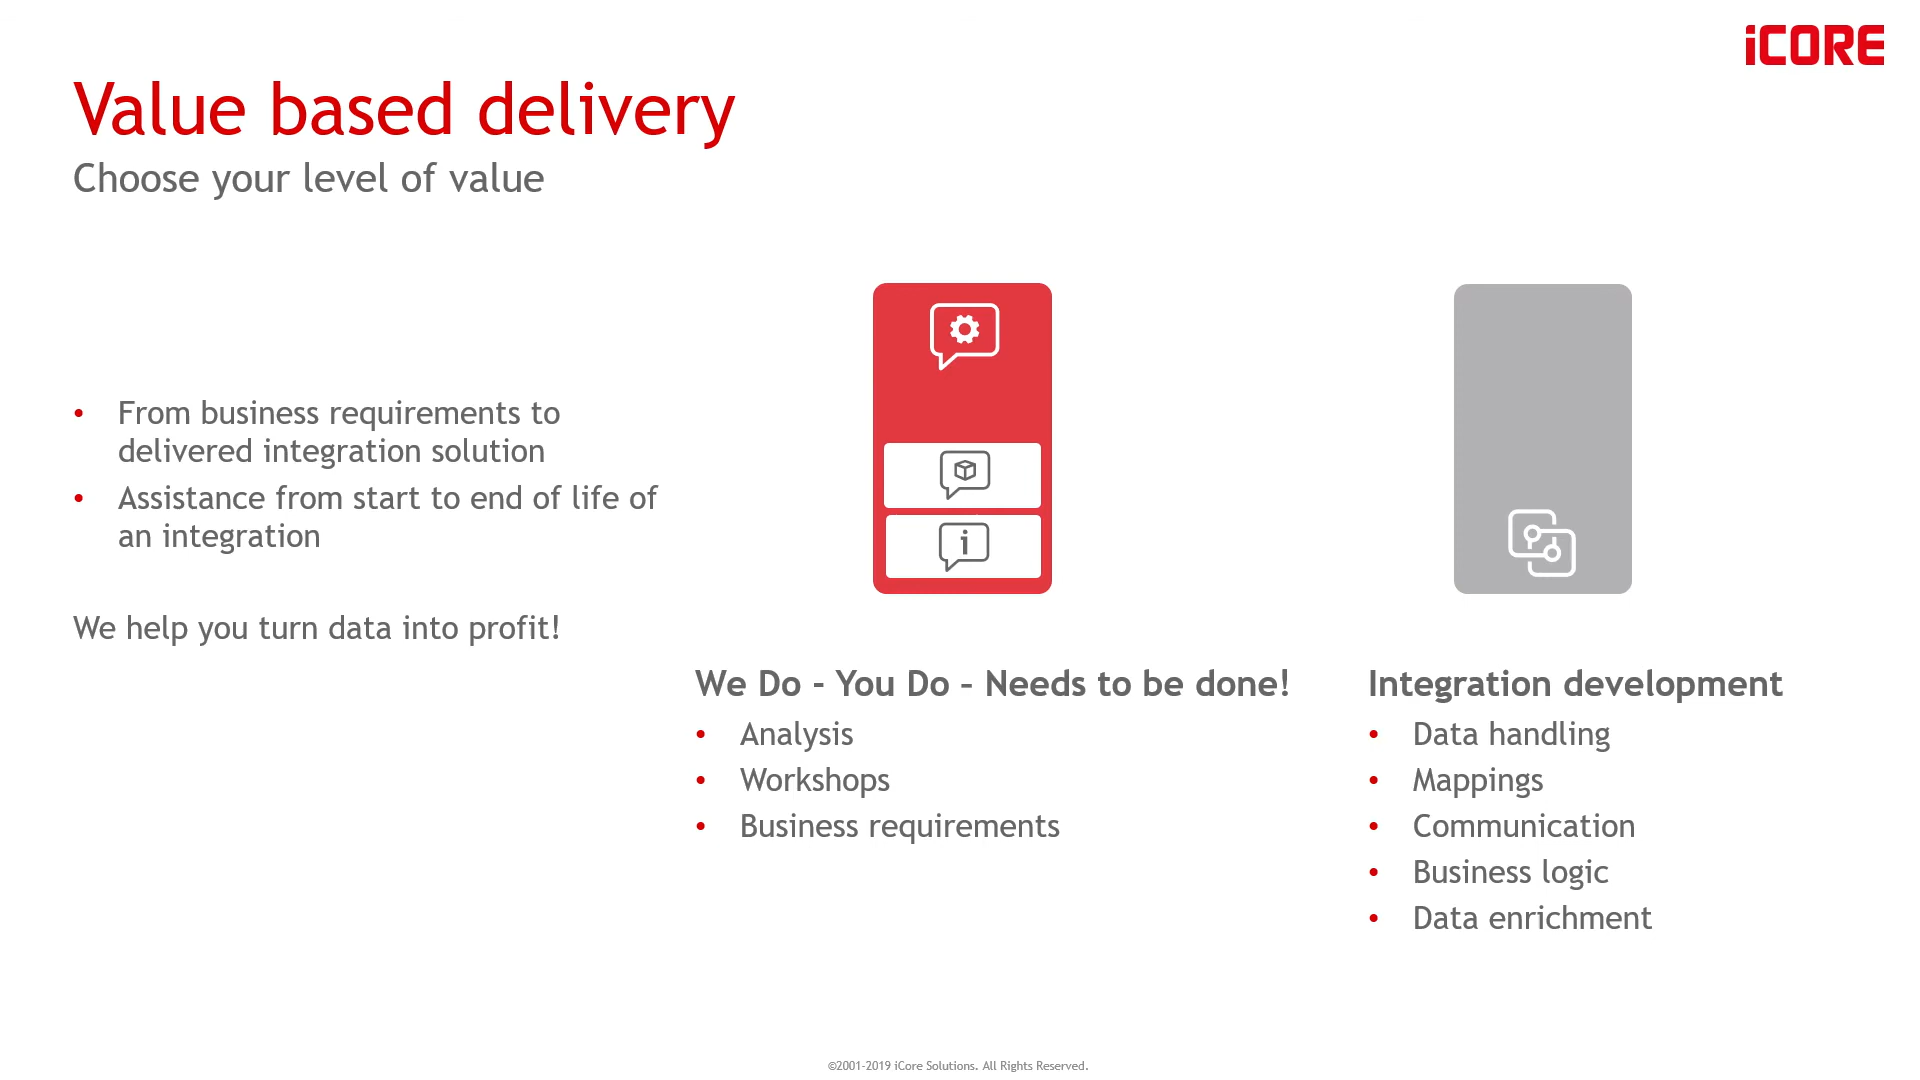 iCORE
Value based delivery
Choose your level of value
• From business requirements to
delivered integration solution
• Assistance from start to end of life of
an integration
We help you turn data into profit!
i
We Do - You Do – Needs to be done!
• Analysis
• Workshops
• Business requirements
Integration development
• Data handling
• Mappings
• Communication
• Business logic
• Data enrichment
©2001-2019 iCore Solutions. All Rights Reserved.